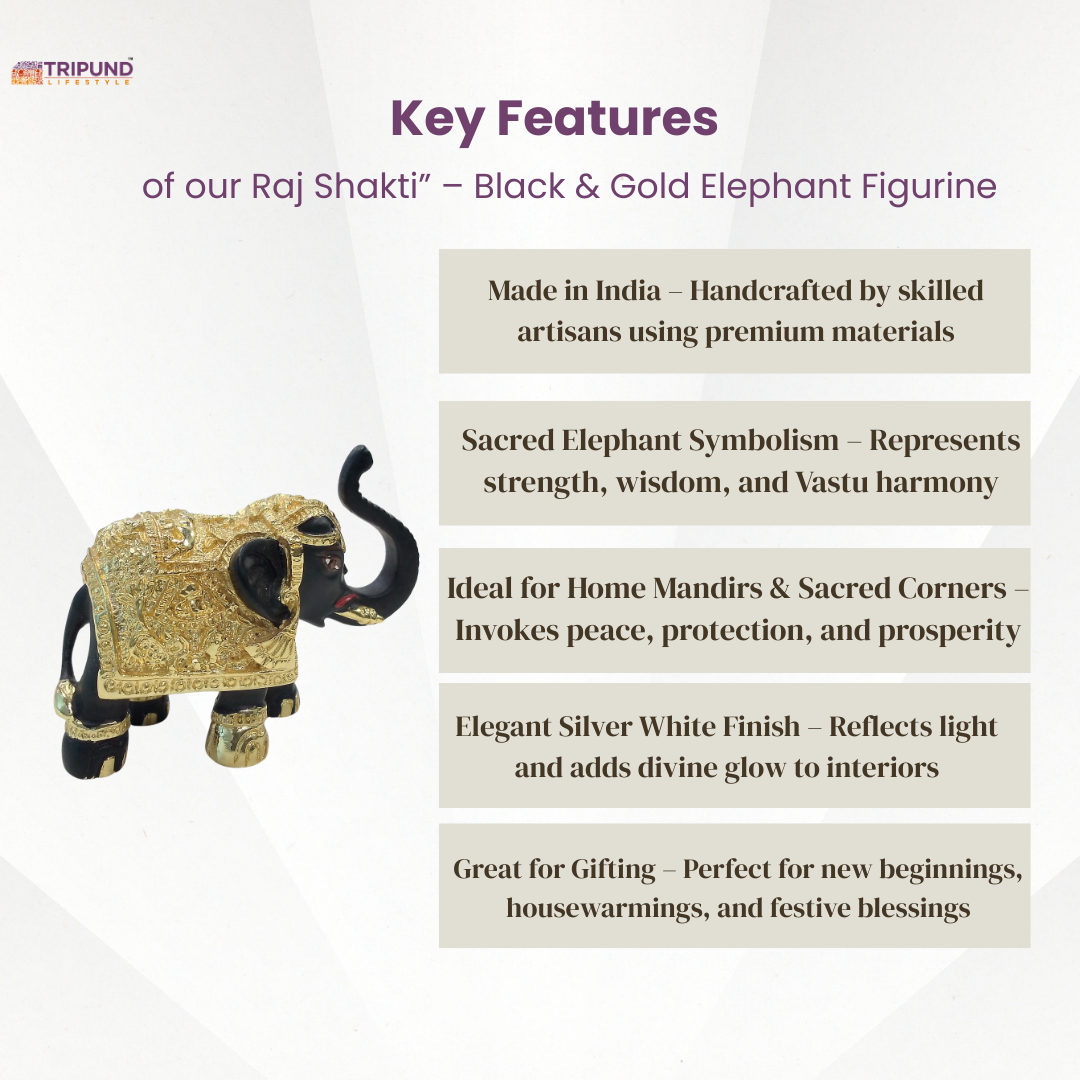 TRIPUND™
LIFESTYLE
Key Features
of our Raj Shakti” – Black & Gold Elephant Figurine
Made in India – Handcrafted by skilled
artisans using premium materials
Sacred Elephant Symbolism – Represents
strength, wisdom, and Vastu harmony
Ideal for Home Mandirs & Sacred Corners –
Invokes peace, protection, and prosperity
Elegant Silver White Finish – Reflects light
and adds divine glow to interiors
Great for Gifting – Perfect for new beginnings,
housewarmings, and festive blessings